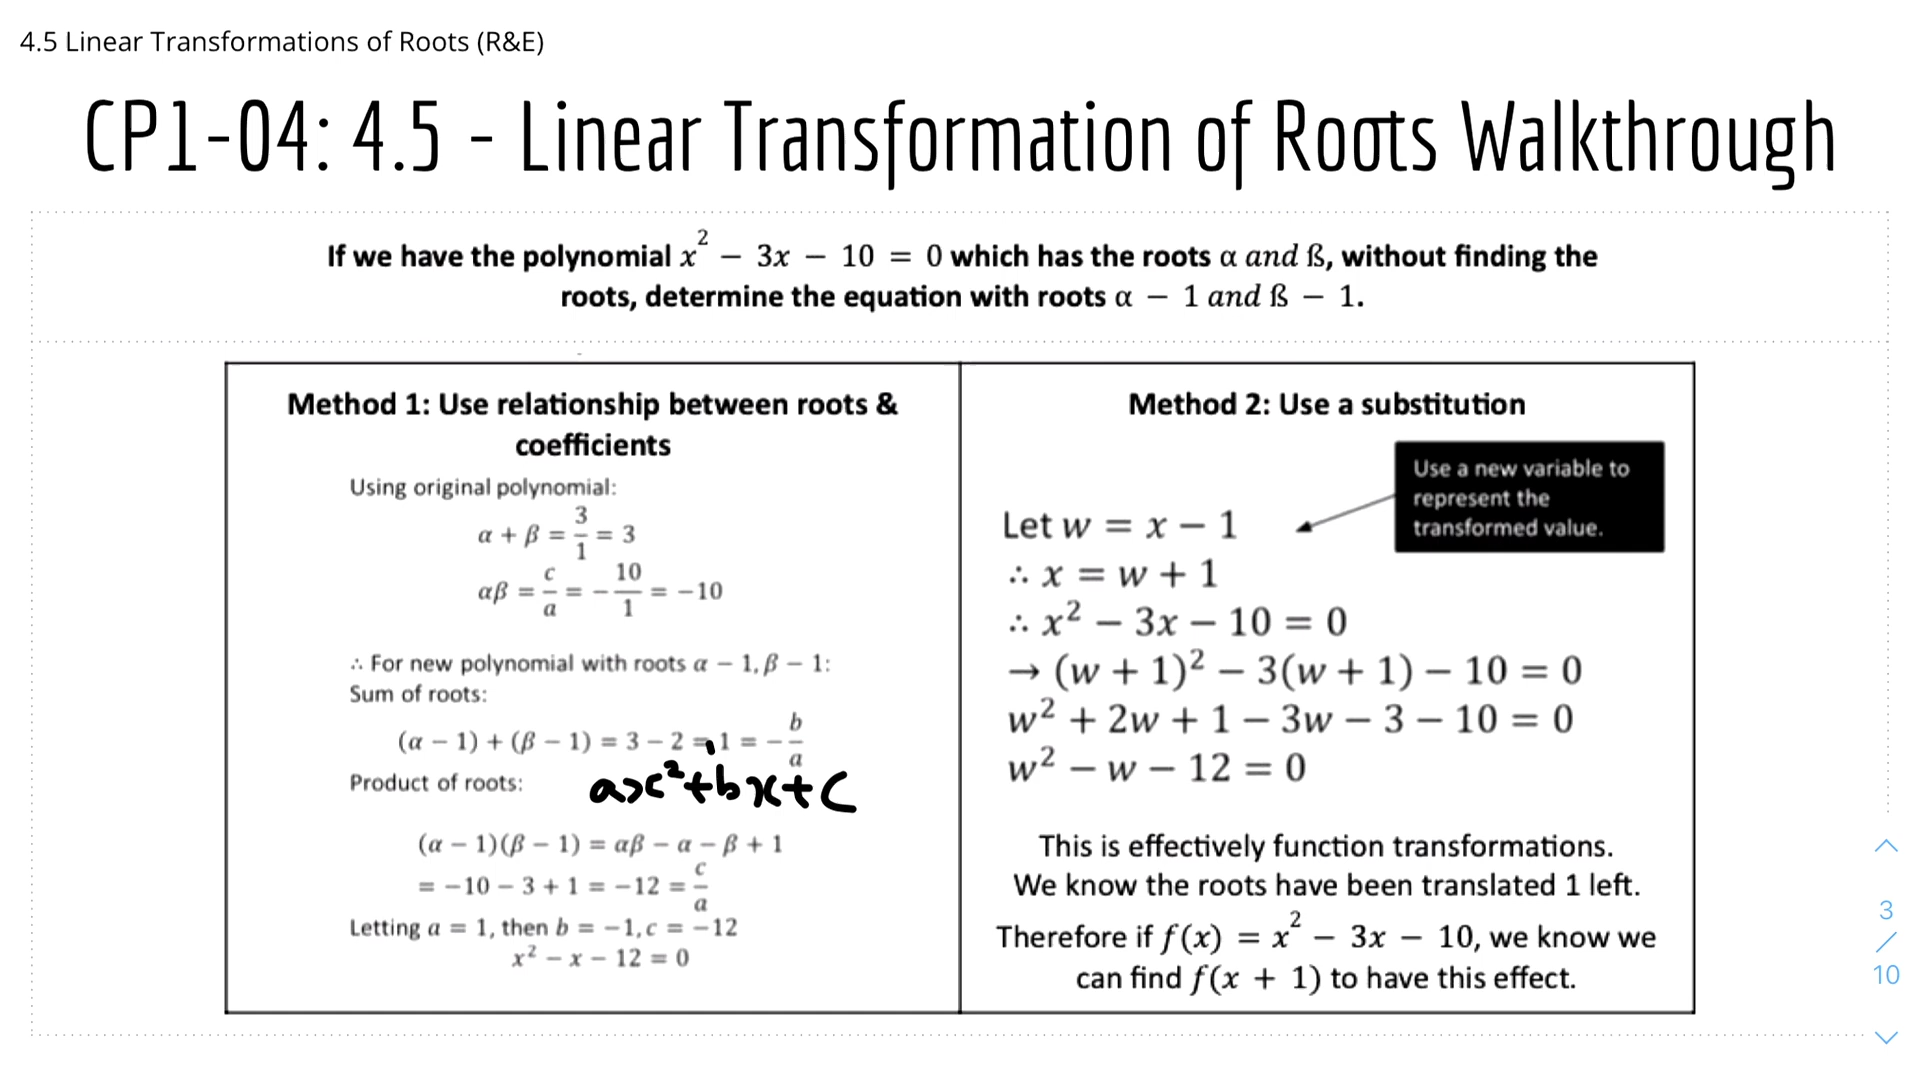 4.5 Linear Transformations of Roots (R&E)
CP1-04: 4.5 - Linear Transformation of Roots Walkthrough
If we have the polynomial x² − 3x − 10 = 0 which has the roots α and ß, without finding the
roots, determine the equation with roots α − 1 and ß − 1.
Method 1: Use relationship between roots &
coefficients
Using original polynomial:
α + β = 3/1 = 3
αβ = c/a = − 10/1 = −10
∴ For new polynomial with roots α − 1, β − 1:
Sum of roots:
(α − 1) + (β − 1) = 3 − 2 = 1 = − b/a
Product of roots:
ax²+bx+c
(α − 1)(β − 1) = αβ − α − β + 1
= −10 − 3 + 1 = −12 = c/a
Letting a = 1, then b = −1, c = −12
x² − x − 12 = 0
Method 2: Use a substitution
Use a new variable to
represent the
transformed value.
Let w = x − 1
∴ x = w + 1
∴ x² − 3x − 10 = 0
→ (w + 1)² − 3(w + 1) − 10 = 0
w² + 2w + 1 − 3w − 3 − 10 = 0
w² − w − 12 = 0
This is effectively function transformations.
We know the roots have been translated 1 left.
Therefore if f(x) = x² − 3x − 10, we know we
can find f(x + 1) to have this effect.
3
/
10